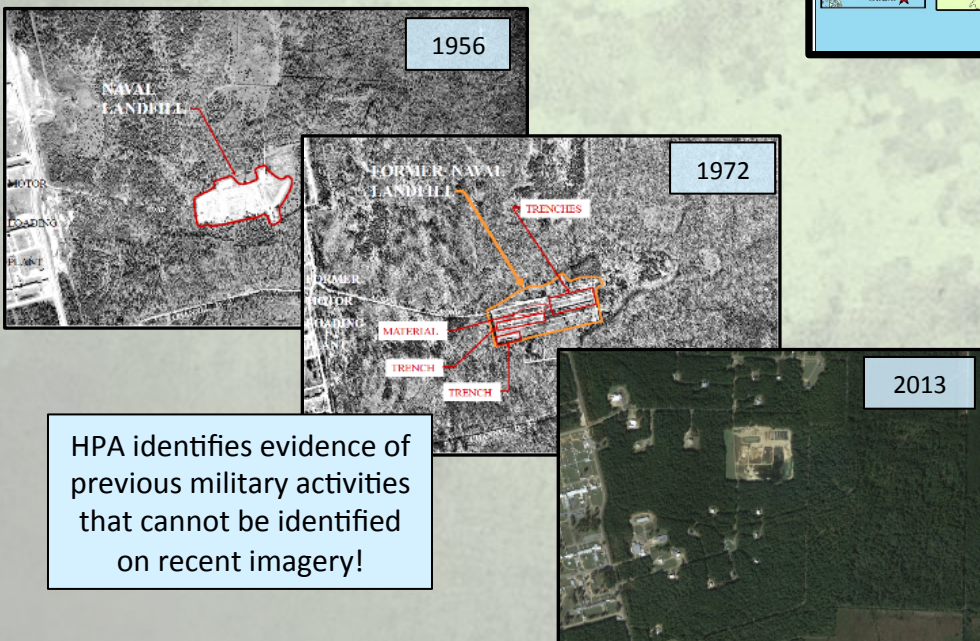 1956
NAVAL
LANDFILL
MOTOR
LOADING
PLANT
1972
FORMER NAVAL
LANDFILL
TRENCHES
FORMER
MOTOR
LOADING
PLANT
MATERIAL
TRENCH
TRENCH
2013
HPA identifies evidence of
previous military activities
that cannot be identified
on recent imagery!